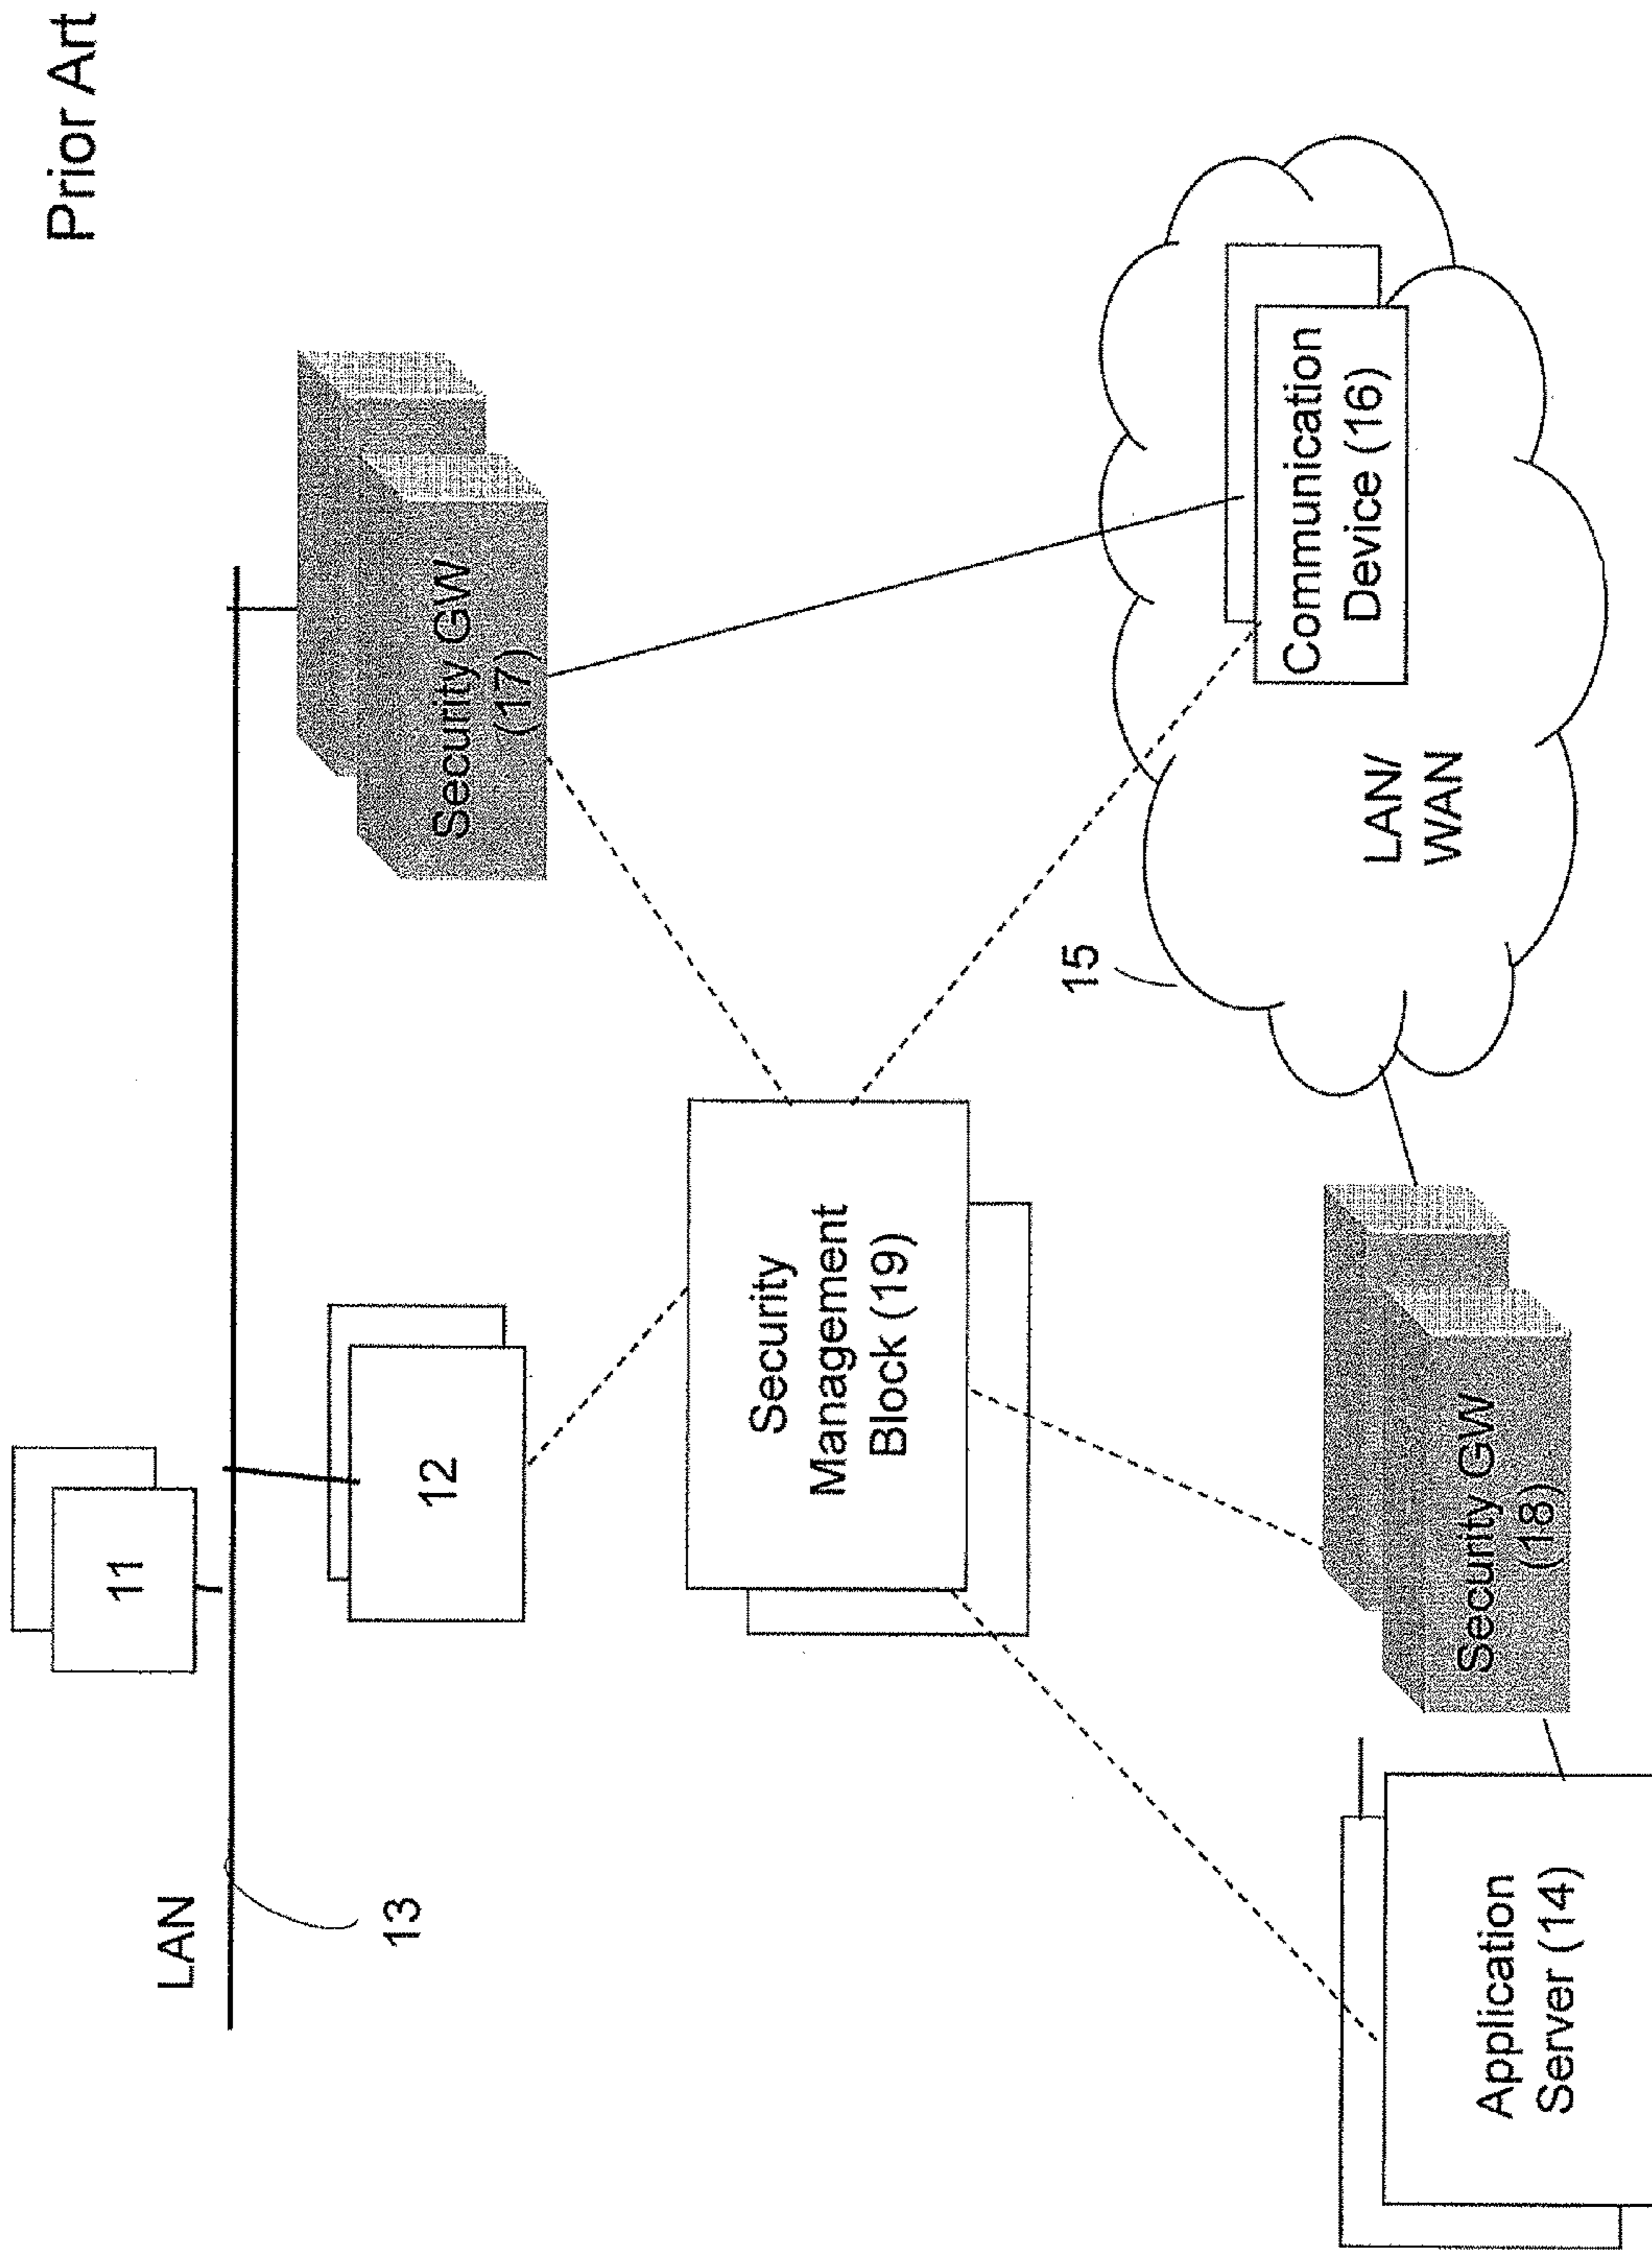 Prior Art
LAN
13
11
12
Security GW
(17)
Security
Management
Block (19)
15
LAN/
WAN
Communication
Device (16)
Security GW
(18)
Application
Server (14)